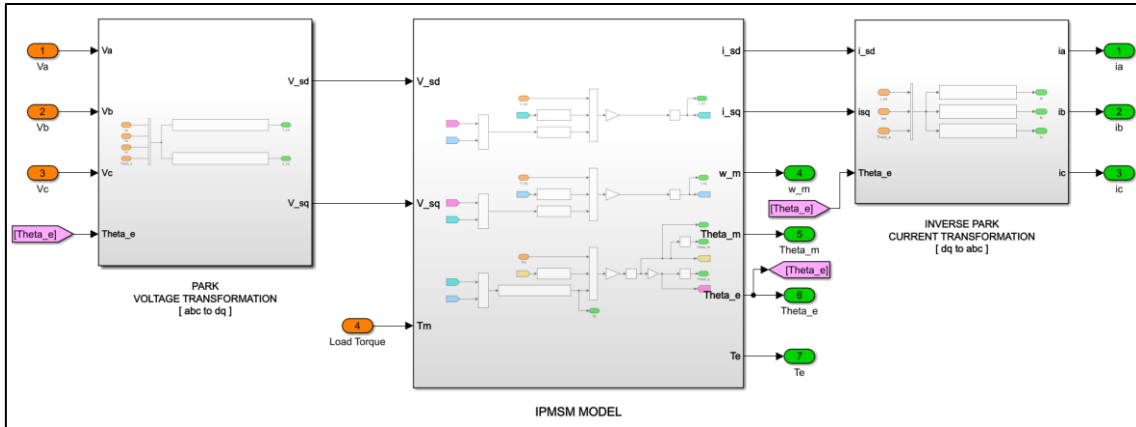 1
Va
2
Vb
3
Vc
[Theta_e]
Va
Vb
Vc
Theta_e
V_sd
V_sq
PARK
VOLTAGE TRANSFORMATION
[ abc to dq ]
4
Load Torque
V_sd
V_sq
Tm
i_sd
i_sq
w_m
Theta_m
Theta_e
Te
IPMSM MODEL
4
w_m
5
Theta_m
[Theta_e]
6
Theta_e
7
Te
[Theta_e]
i_sd
isq
Theta_e
ia
ib
ic
INVERSE PARK
CURRENT TRANSFORMATION
[ dq to abc ]
1
ia
2
ib
3
ic